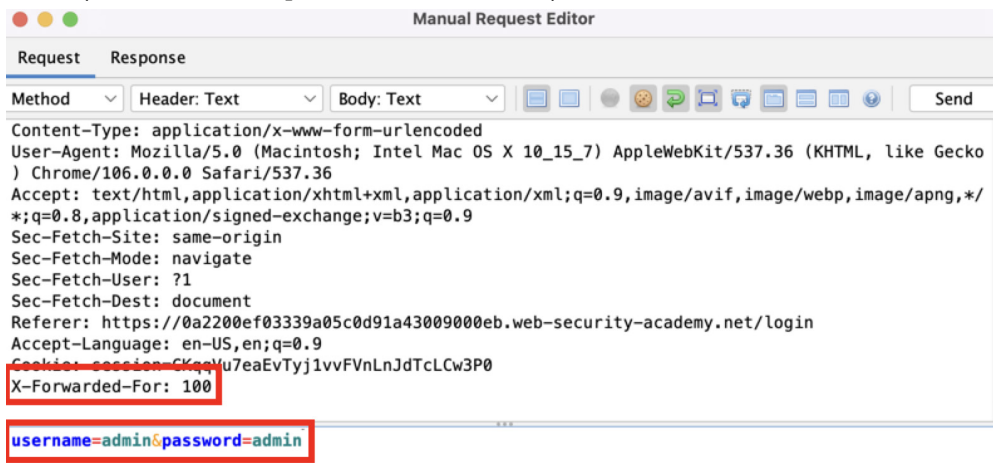 Manual Request Editor
Request Response
Method Header: Text Body: Text Send
Content-Type: application/x-www-form-urlencoded
User-Agent: Mozilla/5.0 (Macintosh; Intel Mac OS X 10_15_7) AppleWebKit/537.36 (KHTML, like Gecko
) Chrome/106.0.0.0 Safari/537.36
Accept: text/html,application/xhtml+xml,application/xml;q=0.9,image/avif,image/webp,image/apng,*/
*;q=0.8,application/signed-exchange;v=b3;q=0.9
Sec-Fetch-Site: same-origin
Sec-Fetch-Mode: navigate
Sec-Fetch-User: ?1
Sec-Fetch-Dest: document
Referer: https://0a2200ef03339a05c0d91a43009000eb.web-security-academy.net/login
Accept-Language: en-US,en;q=0.9
Cookie: session=CKqqVu7eaEvTyj1vvFVnLnJdTcLCw3P0
X-Forwarded-For: 100
username=admin&password=admin